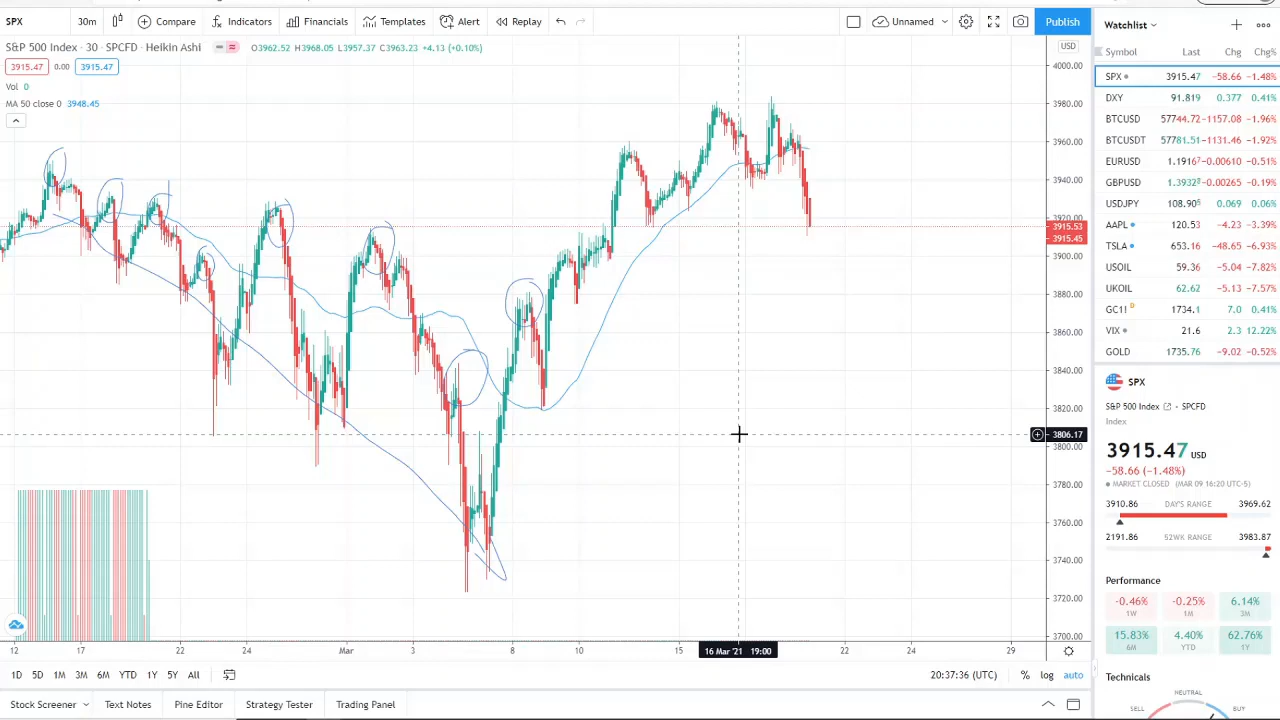 SPX 30m Compare Indicators Financials Templates Alert Replay Unnamed Publish
S&P 500 Index · 30 · SPCFD · Heikin Ashi O3962.52 H3968.05 L3957.37 C3963.23 +4.13 (+0.10%)
3915.47 0.00 3915.47
Vol 0
MA 50 close 0 3948.45
USD
4000.00
3980.00
3960.00
3940.00
3920.00
3915.53
3915.45
3900.00
3880.00
3860.00
3840.00
3820.00
3806.17
3800.00
3780.00
3760.00
3740.00
3720.00
3700.00
12 17 22 24 Mar 3 8 10 15 16 Mar '21 19:00 22 24 29
1D 5D 1M 3M 6M YTD 1Y 5Y All 20:37:36 (UTC) % log auto
Stock Screener Text Notes Pine Editor Strategy Tester Trading Panel
Watchlist
Symbol Last Chg Chg%
SPX 3915.47 −58.66 −1.48%
DXY 91.819 0.377 0.41%
BTCUSD 57744.72 −1157.08 −1.96%
BTCUSDT 57781.51 −1131.46 −1.92%
EURUSD 1.19167 −0.00610 −0.51%
GBPUSD 1.3932 −0.00265 −0.19%
USDJPY 108.90 0.069 0.06%
AAPL 120.53 −4.23 −3.39%
TSLA 653.16 −48.65 −6.93%
USOIL 59.36 −5.04 −7.82%
UKOIL 62.62 −5.13 −7.57%
GC1! D 1734.1 7.0 0.41%
VIX 21.6 2.3 12.22%
GOLD 1735.76 −9.02 −0.52%
SPX
S&P 500 Index · SPCFD
Index
3915.47 USD
−58.66 (−1.48%)
MARKET CLOSED (MAR 09 16:20 UTC-5)
3910.86 DAY'S RANGE 3969.62
2191.86 52WK RANGE 3983.87
Performance
-0.46% -0.25% 6.14%
1W 1M 3M
15.83% 4.40% 62.76%
6M YTD 1Y
Technicals
NEUTRAL
SELL BUY